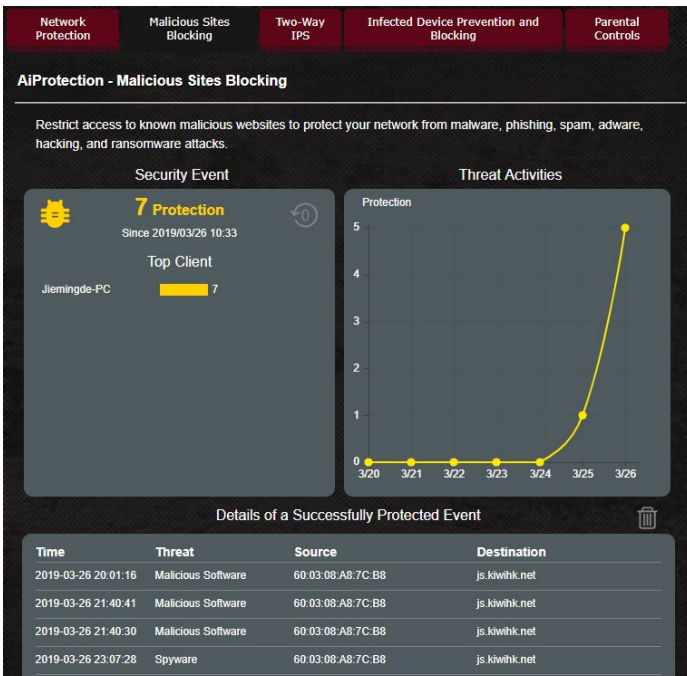 Network Protection
Malicious Sites Blocking
Two-Way IPS
Infected Device Prevention and Blocking
Parental Controls
AiProtection - Malicious Sites Blocking
Restrict access to known malicious websites to protect your network from malware, phishing, spam, adware,
hacking, and ransomware attacks.
Security Event
7 Protection
Since 2019/03/26 10:33
0
Top Client
Jiemingde-PC 7
Threat Activities
Protection
5
4
3
2
1
0
3/20 3/21 3/22 3/23 3/24 3/25 3/26
Details of a Successfully Protected Event
Time Threat Source Destination
2019-03-26 20:01:16 Malicious Software 60:03:08:A8:7C:B8 js.kiwihk.net
2019-03-26 21:40:41 Malicious Software 60:03:08:A8:7C:B8 js.kiwihk.net
2019-03-26 21:40:30 Malicious Software 60:03:08:A8:7C:B8 js.kiwihk.net
2019-03-26 23:07:28 Spyware 60:03:08:A8:7C:B8 js.kiwihk.net